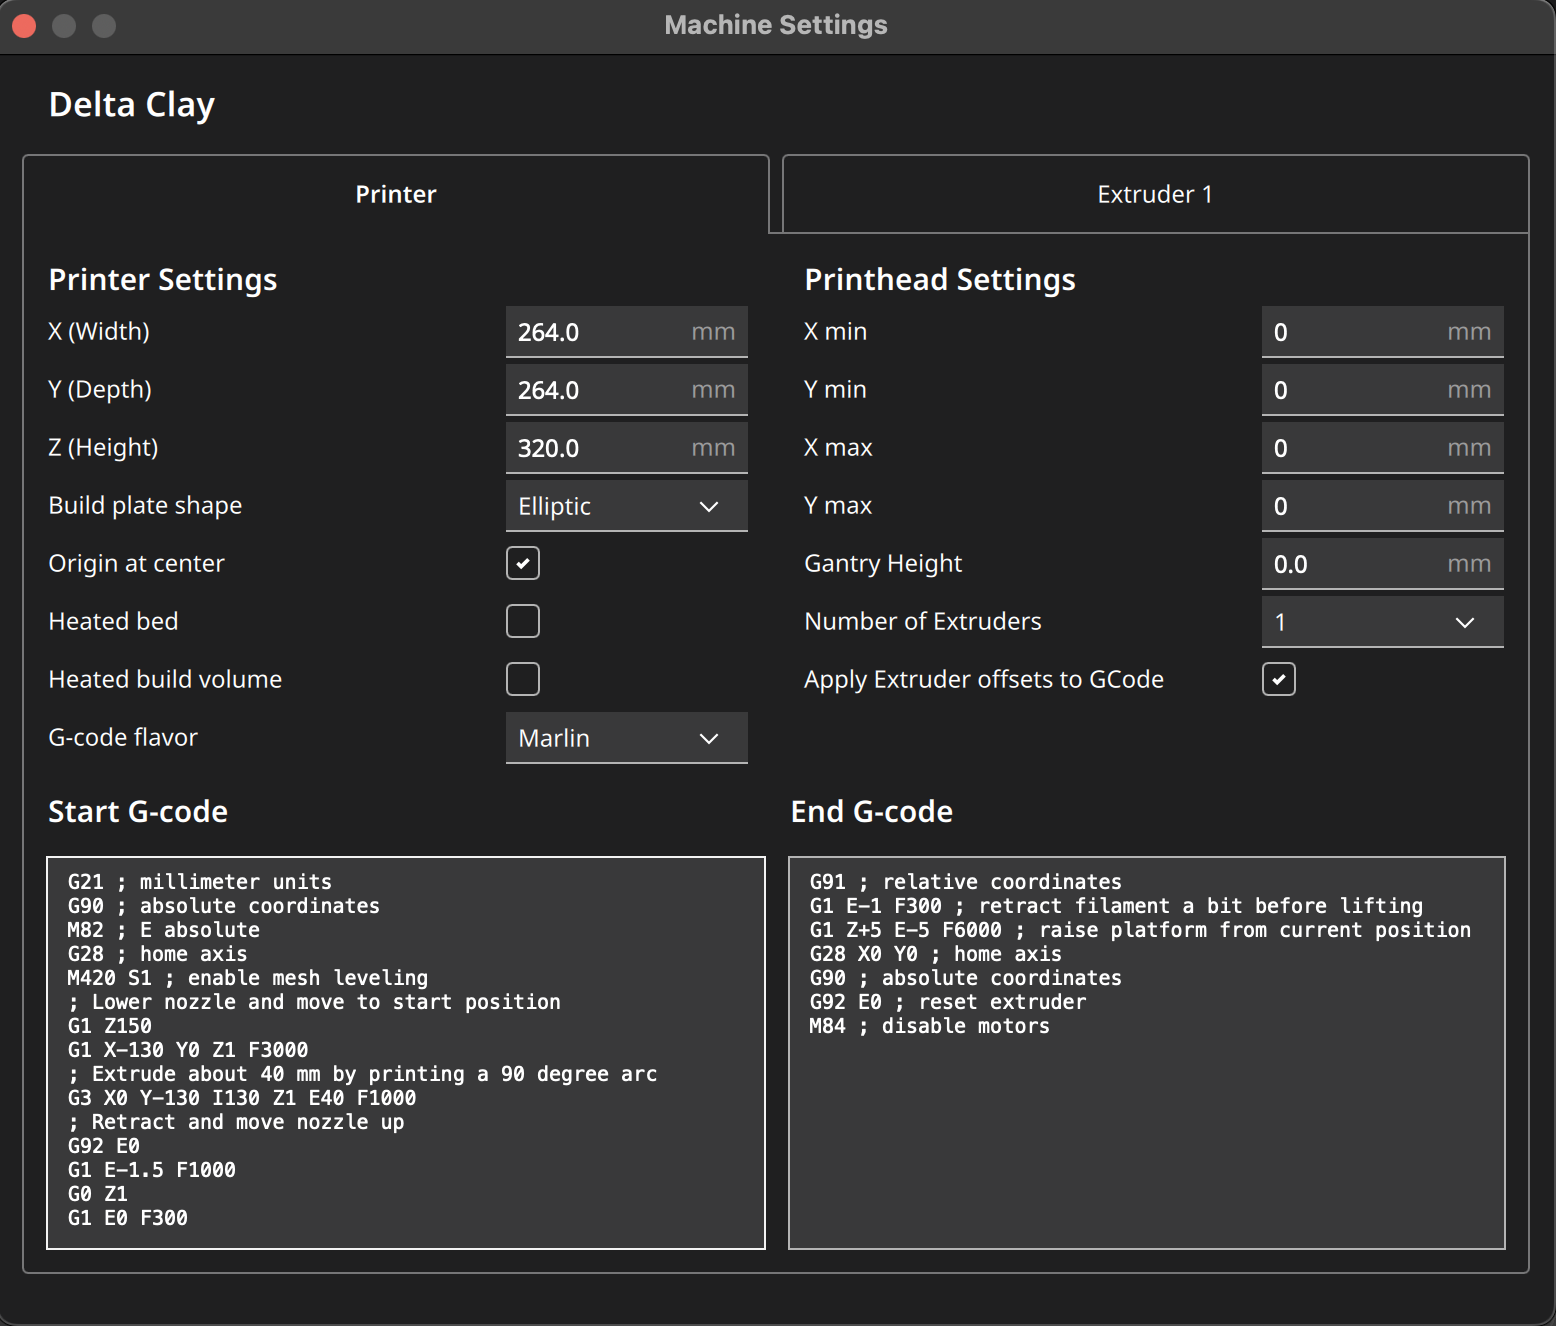 Machine Settings
Delta Clay
Printer
Extruder 1
Printer Settings
X (Width)
264.0 mm
Y (Depth)
264.0 mm
Z (Height)
320.0 mm
Build plate shape
Elliptic
Origin at center
Heated bed
Heated build volume
G-code flavor
Marlin
Printhead Settings
X min
0 mm
Y min
0 mm
X max
0 mm
Y max
0 mm
Gantry Height
0.0 mm
Number of Extruders
1
Apply Extruder offsets to GCode
Start G-code
G21 ; millimeter units
G90 ; absolute coordinates
M82 ; E absolute
G28 ; home axis
M420 S1 ; enable mesh leveling
; Lower nozzle and move to start position
G1 Z150
G1 X-130 Y0 Z1 F3000
; Extrude about 40 mm by printing a 90 degree arc
G3 X0 Y-130 I130 Z1 E40 F1000
; Retract and move nozzle up
G92 E0
G1 E-1.5 F1000
G0 Z1
G1 E0 F300
End G-code
G91 ; relative coordinates
G1 E-1 F300 ; retract filament a bit before lifting
G1 Z+5 E-5 F6000 ; raise platform from current position
G28 X0 Y0 ; home axis
G90 ; absolute coordinates
G92 E0 ; reset extruder
M84 ; disable motors